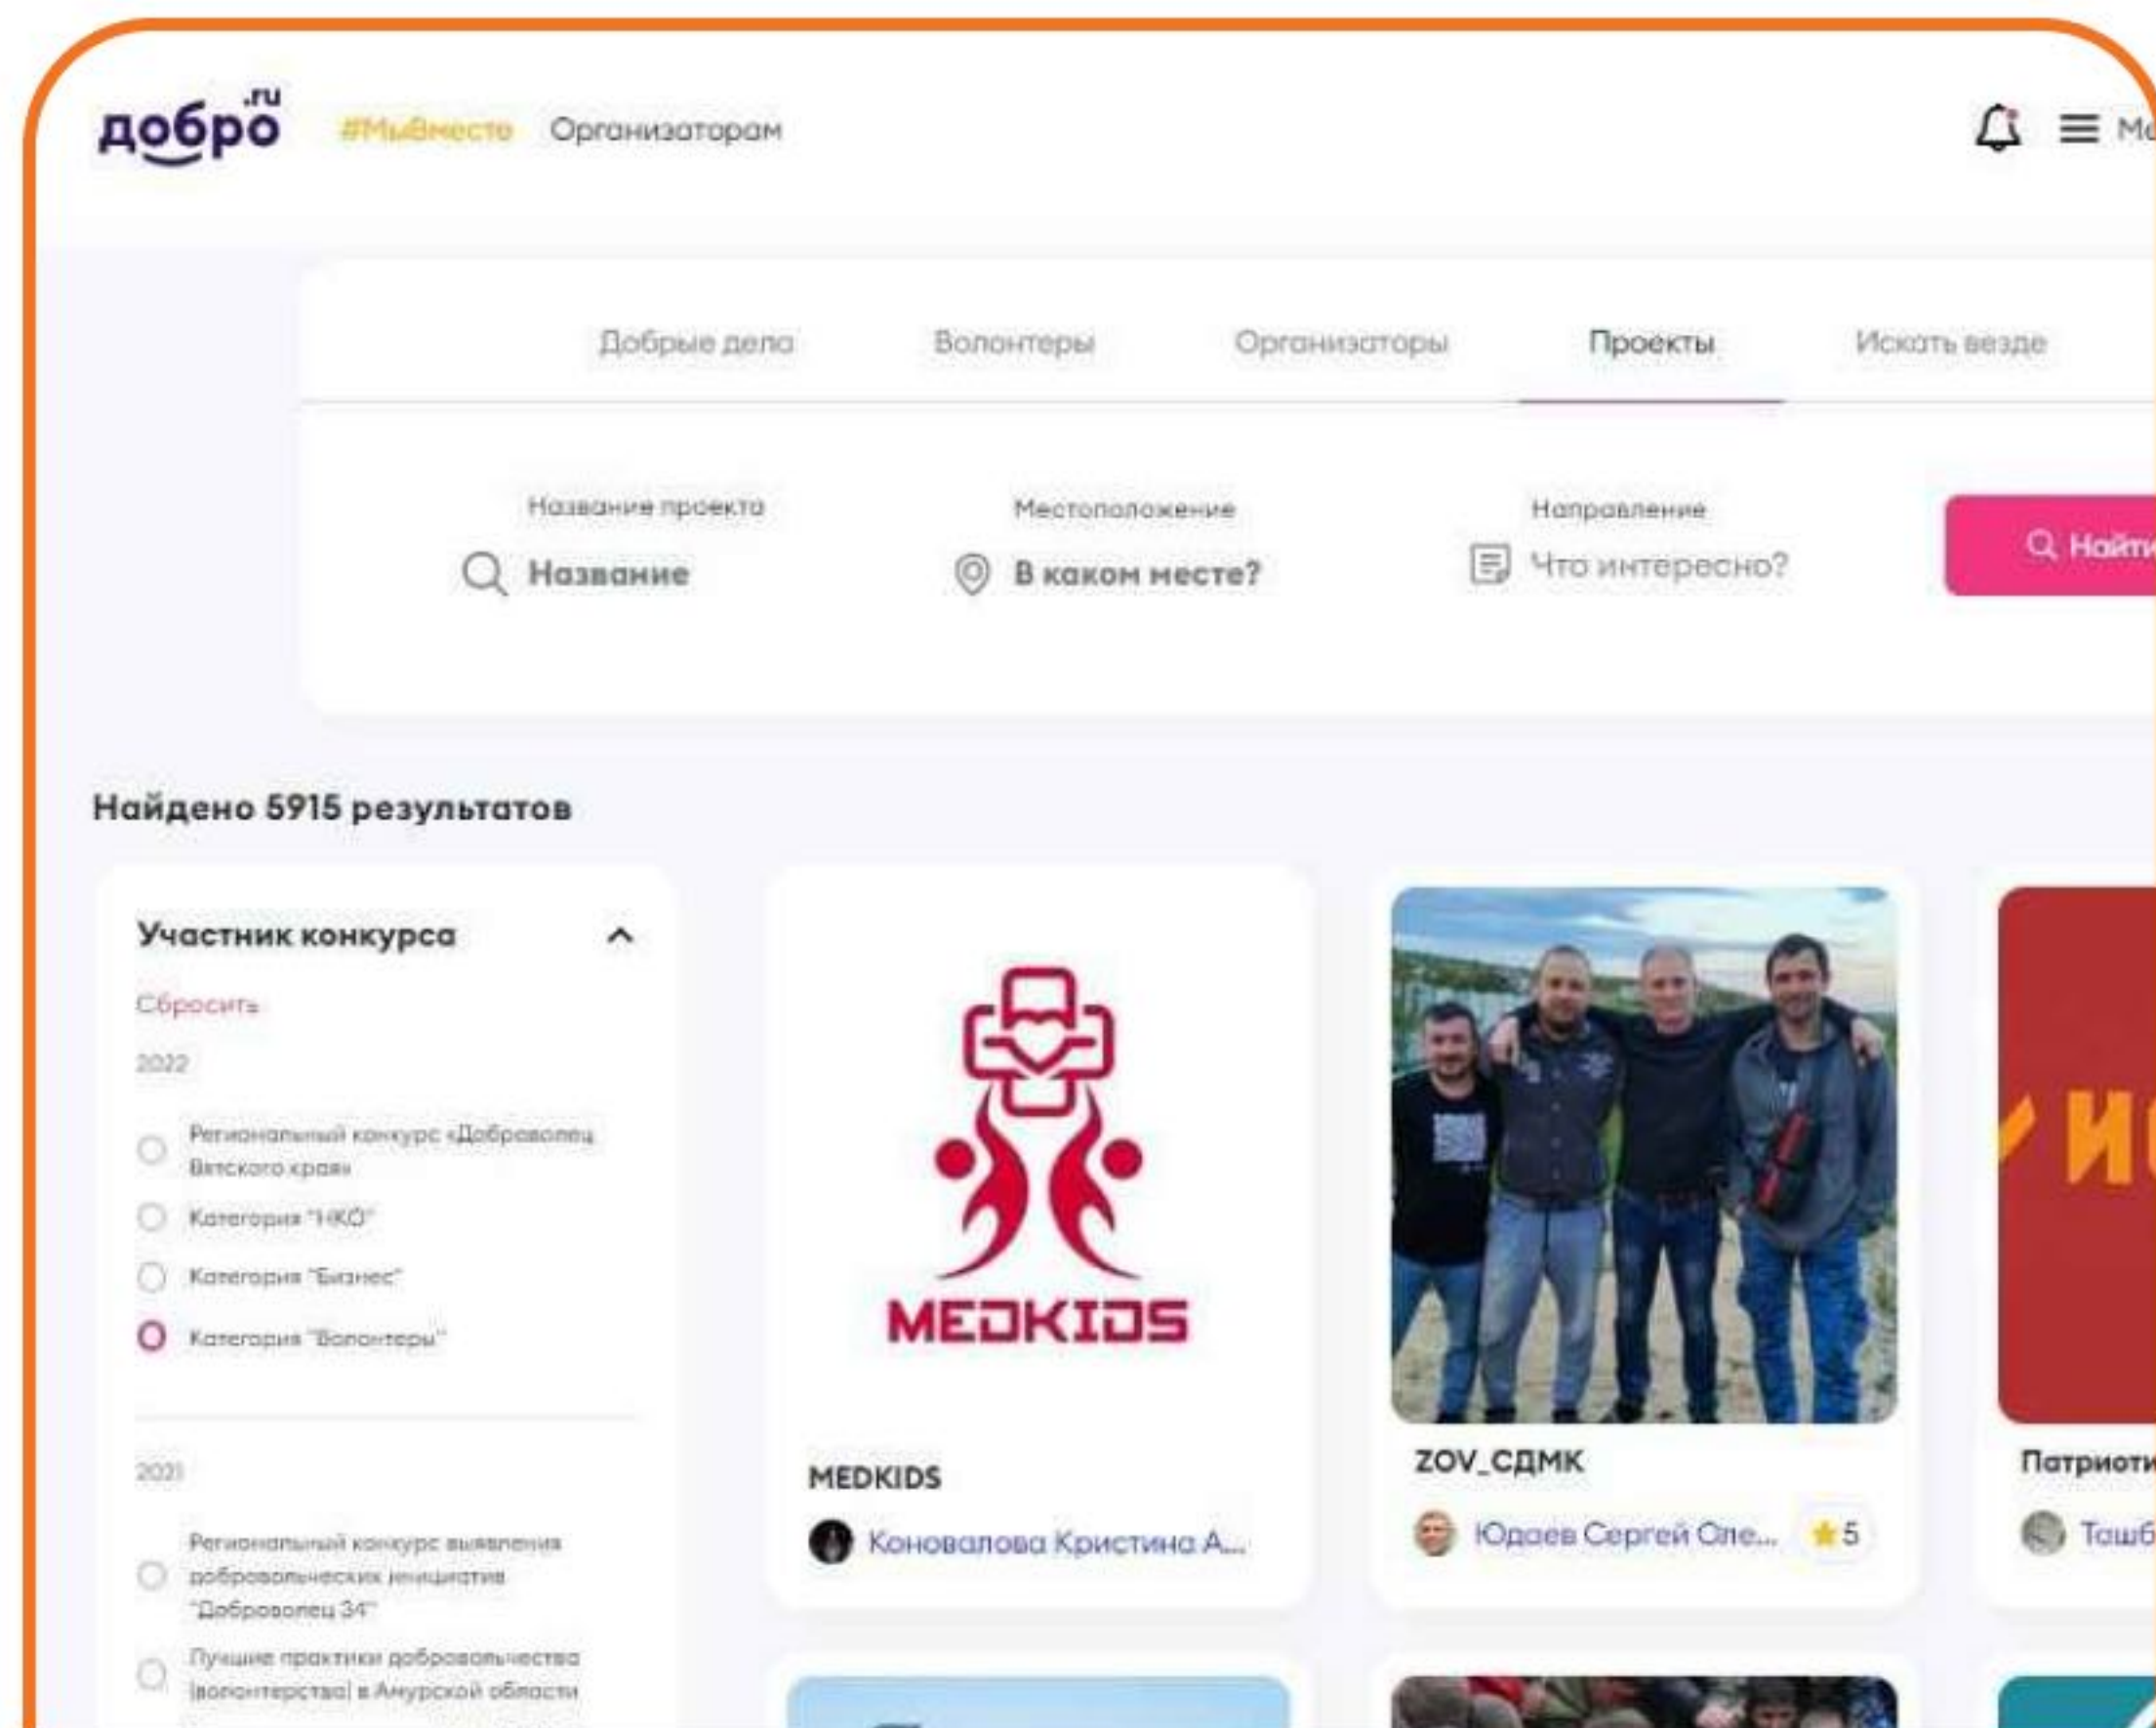 добро.ru
#МыВместе Организаторам
Добрые дела Волонтеры Организаторы Проекты Искать везде
Название проекта Местоположение Направление
Название В каком месте? Что интересно? Найти
Найдено 5915 результатов
Участник конкурса
Сбросить
2022
Региональный конкурс «Доброволец
Вятского края»
Категория "НКО"
Категория "Бизнес"
Категория "Волонтеры"
2021
Региональный конкурс выявления
добровольческих инициатив
"Доброволец 34"
Лучшие практики добровольчества
(волонтерства) в Амурской области
MEDKIDS
MEDKIDS
Коновалова Кристина А...
ZOV_СДМК
Юдаев Сергей Оле... 5
Патриоти
Ташб